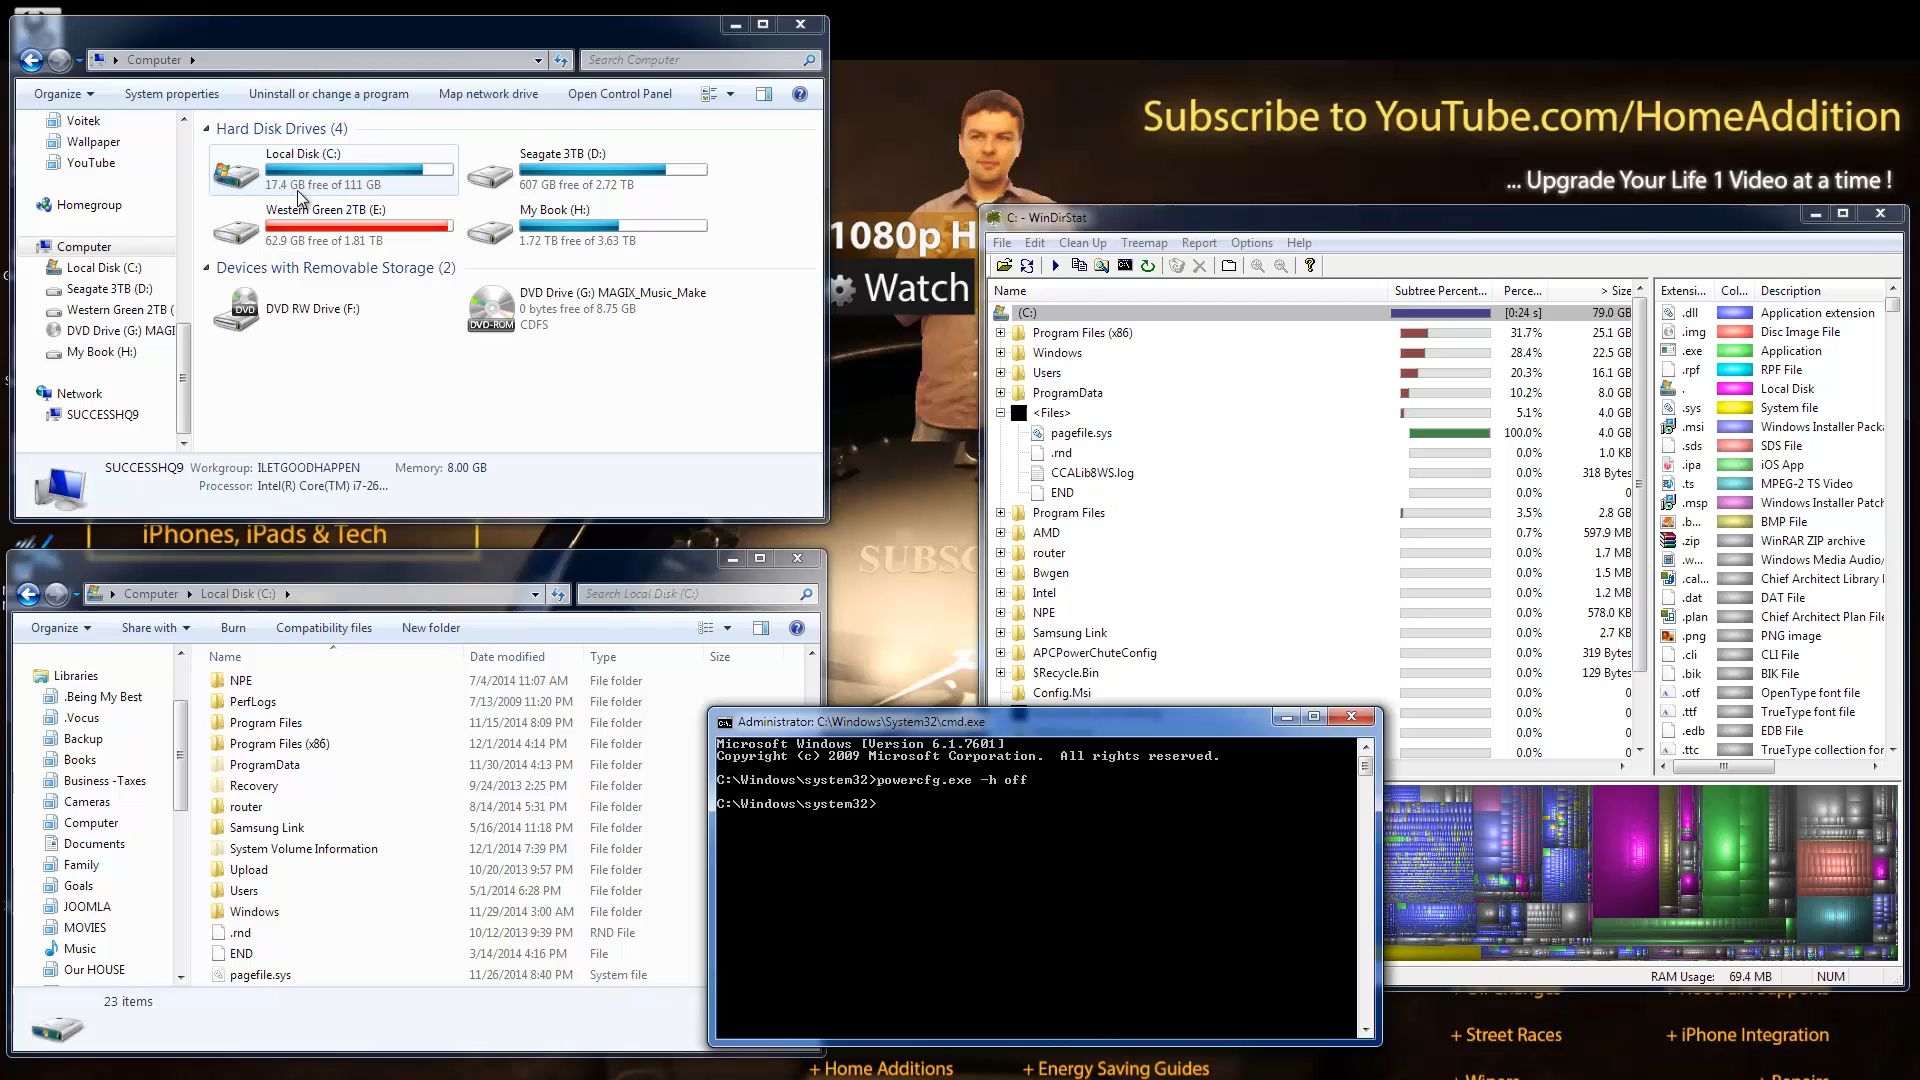 Computer
Search Computer
Organize
System properties
Uninstall or change a program
Map network drive
Open Control Panel
Voitek
Wallpaper
YouTube
Homegroup
Computer
Local Disk (C:)
Seagate 3TB (D:)
Western Green 2TB (
DVD Drive (G:) MAGI
My Book (H:)
Network
SUCCESSHQ9
Hard Disk Drives (4)
Local Disk (C:)
17.4 GB free of 111 GB
Seagate 3TB (D:)
607 GB free of 2.72 TB
Western Green 2TB (E:)
62.9 GB free of 1.81 TB
My Book (H:)
1.72 TB free of 3.63 TB
Devices with Removable Storage (2)
DVD
DVD RW Drive (F:)
DVD-ROM
DVD Drive (G:) MAGIX_Music_Make
0 bytes free of 8.75 GB
CDFS
SUCCESSHQ9 Workgroup: ILETGOODHAPPEN Memory: 8.00 GB
Processor: Intel(R) Core(TM) i7-26...
Subscribe to YouTube.com/HomeAddition
... Upgrade Your Life 1 Video at a time !
1080p H
Watch
iPhones, iPads & Tech
SUBSC
C: - WinDirStat
File Edit Clean Up Treemap Report Options Help
Name Subtree Percent... Perce... > Size
(C:) [0:24 s] 79.0 GB
Program Files (x86) 31.7% 25.1 GB
Windows 28.4% 22.5 GB
Users 20.3% 16.1 GB
ProgramData 10.2% 8.0 GB
<Files> 5.1% 4.0 GB
pagefile.sys 100.0% 4.0 GB
.rnd 0.0% 1.0 KB
CCALib8WS.log 0.0% 318 Bytes
END 0.0% 0
Program Files 3.5% 2.8 GB
AMD 0.7% 597.9 MB
router 0.0% 1.7 MB
Bwgen 0.0% 1.5 MB
Intel 0.0% 1.2 MB
NPE 0.0% 578.0 KB
Samsung Link 0.0% 2.7 KB
APCPowerChuteConfig 0.0% 319 Bytes
$Recycle.Bin 0.0% 129 Bytes
Config.Msi 0.0% 0
0.0% 0
0.0% 0
0.0% 0
Extensi... Col... Description
.dll Application extension
.img Disc Image File
.exe Application
.rpf RPF File
. Local Disk
.sys System file
.msi Windows Installer Packa
.sds SDS File
.ipa iOS App
.ts MPEG-2 TS Video
.msp Windows Installer Patch
.b... BMP File
.zip WinRAR ZIP archive
.w... Windows Media Audio/
.cal... Chief Architect Library I
.dat DAT File
.plan Chief Architect Plan File
.png PNG image
.cli CLI File
.bik BIK File
.otf OpenType font file
.ttf TrueType font file
.edb EDB File
.ttc TrueType collection for
RAM Usage: 69.4 MB NUM
Computer Local Disk (C:)
Search Local Disk (C:)
Organize
Share with
Burn
Compatibility files
New folder
Libraries
.Being My Best
.Vocus
Backup
Books
Business -Taxes
Cameras
Computer
Documents
Family
Goals
JOOMLA
MOVIES
Music
Our HOUSE
Name Date modified Type Size
NPE 7/4/2014 11:07 AM File folder
PerfLogs 7/13/2009 11:20 PM File folder
Program Files 11/15/2014 8:09 PM File folder
Program Files (x86) 12/1/2014 4:14 PM File folder
ProgramData 11/30/2014 4:13 PM File folder
Recovery 9/24/2013 2:25 PM File folder
router 8/14/2014 5:31 PM File folder
Samsung Link 5/16/2014 11:18 PM File folder
System Volume Information 12/1/2014 7:39 PM File folder
Upload 10/20/2013 9:57 PM File folder
Users 5/1/2014 6:28 PM File folder
Windows 11/29/2014 3:00 AM File folder
.rnd 10/12/2013 9:39 PM RND File
END 3/14/2014 4:16 PM File
pagefile.sys 11/26/2014 8:40 PM System file
23 items
Administrator: C:\Windows\System32\cmd.exe
Microsoft Windows [Version 6.1.7601]
Copyright (c) 2009 Microsoft Corporation. All rights reserved.
C:\Windows\system32>powercfg.exe -h off
C:\Windows\system32>
+ Street Races
+ iPhone Integration
+ Home Additions
+ Energy Saving Guides